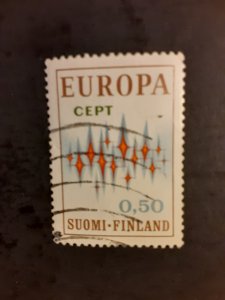 EUROPA
CEPT
0,50
SUOMI-FINLAND